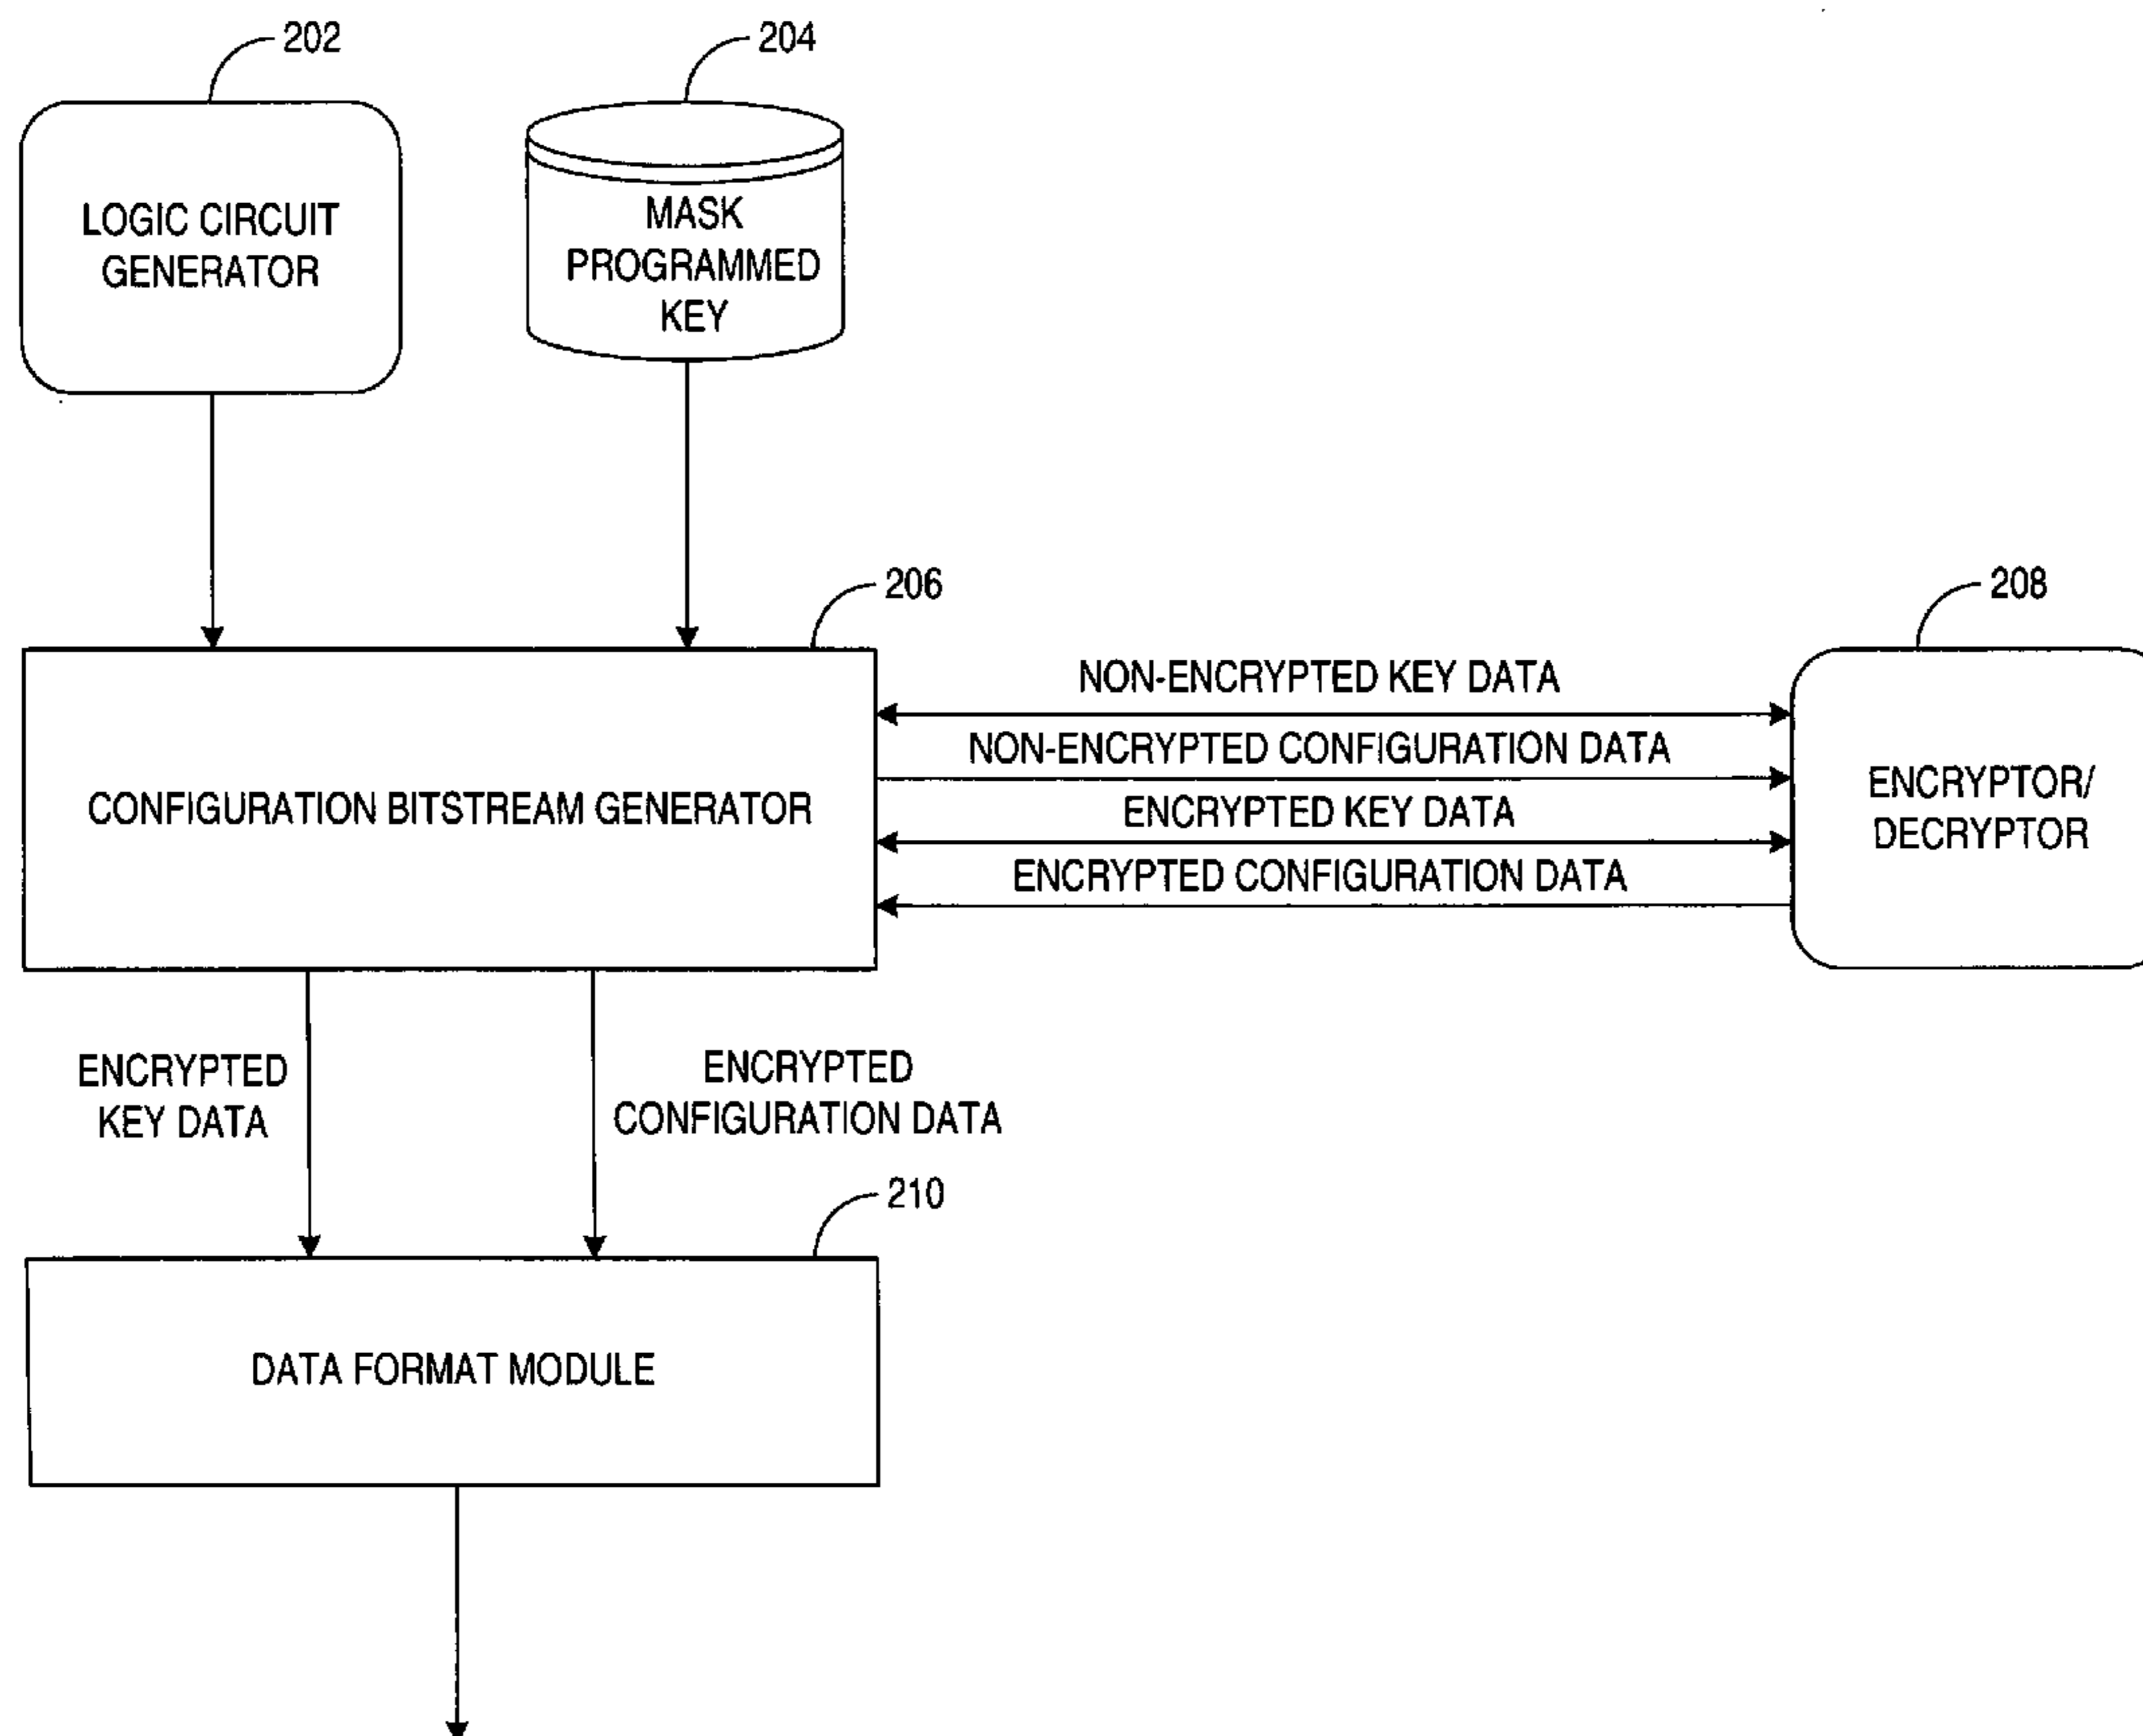 202
204
LOGIC CIRCUIT
GENERATOR
MASK
PROGRAMMED
KEY
206
208
NON-ENCRYPTED KEY DATA
NON-ENCRYPTED CONFIGURATION DATA
ENCRYPTED KEY DATA
ENCRYPTED CONFIGURATION DATA
CONFIGURATION BITSTREAM GENERATOR
ENCRYPTOR/
DECRYPTOR
ENCRYPTED
KEY DATA
ENCRYPTED
CONFIGURATION DATA
210
DATA FORMAT MODULE